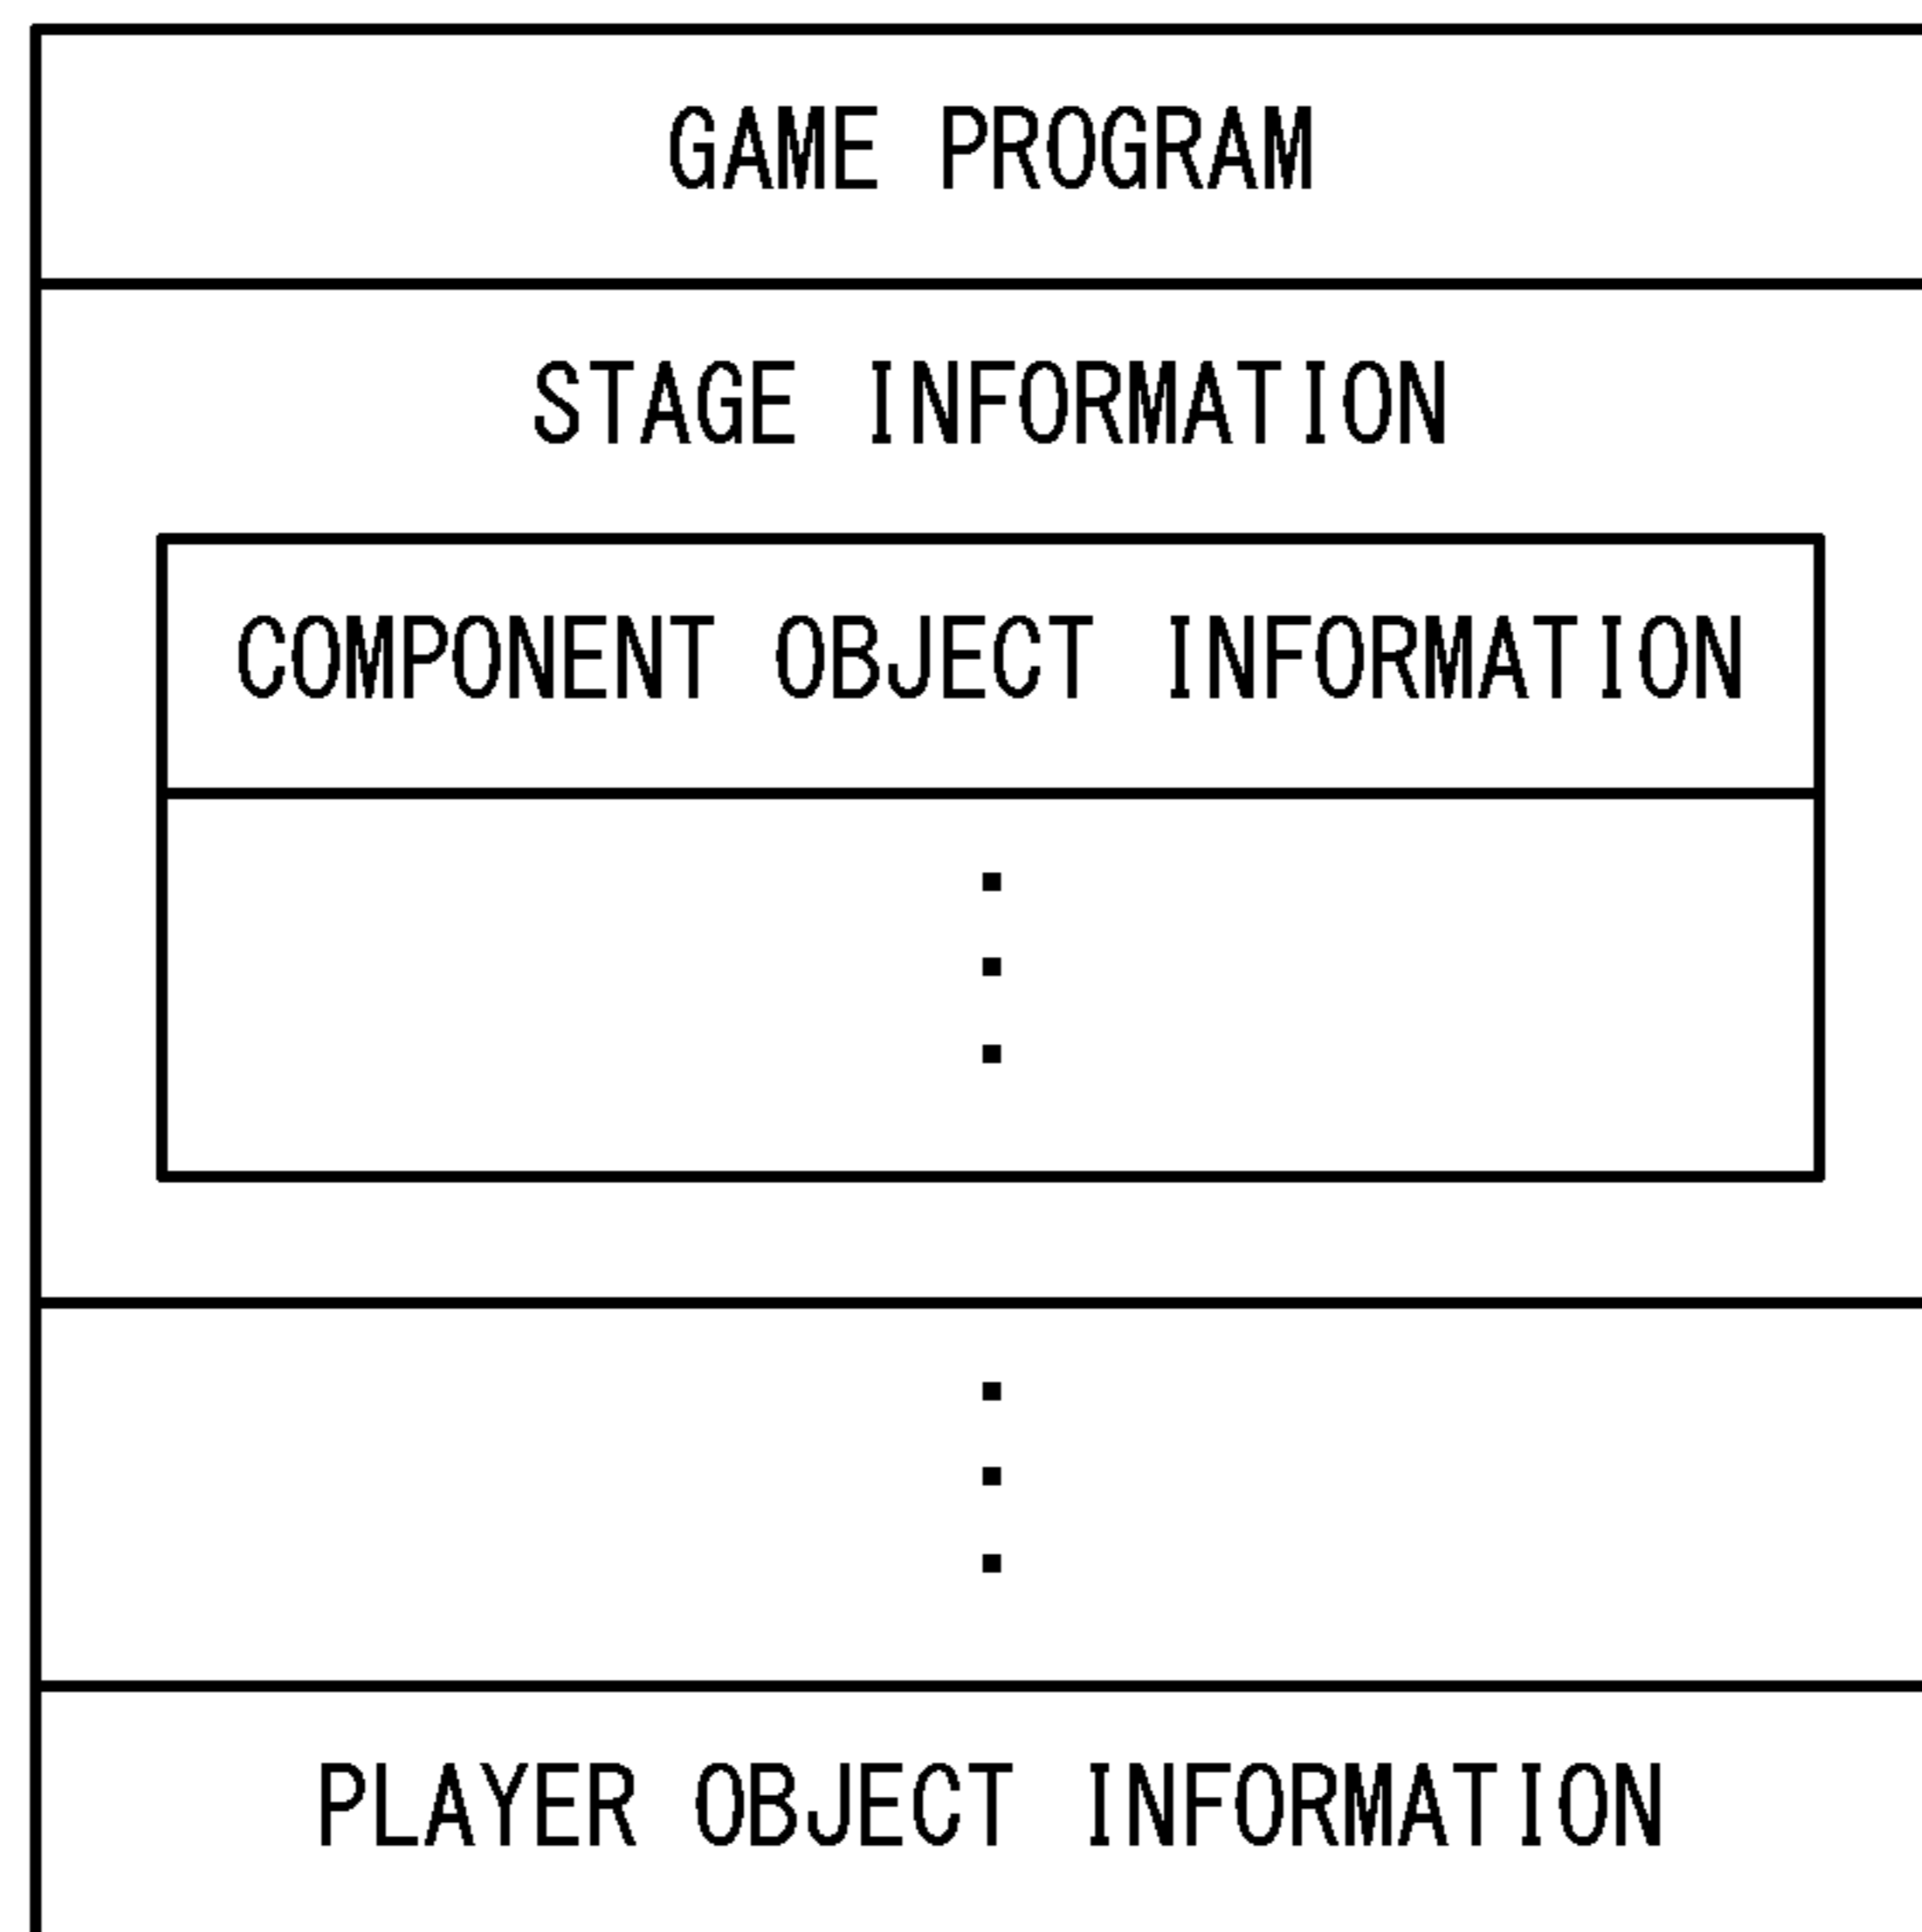 GAME PROGRAM
STAGE INFORMATION
COMPONENT OBJECT INFORMATION
PLAYER OBJECT INFORMATION